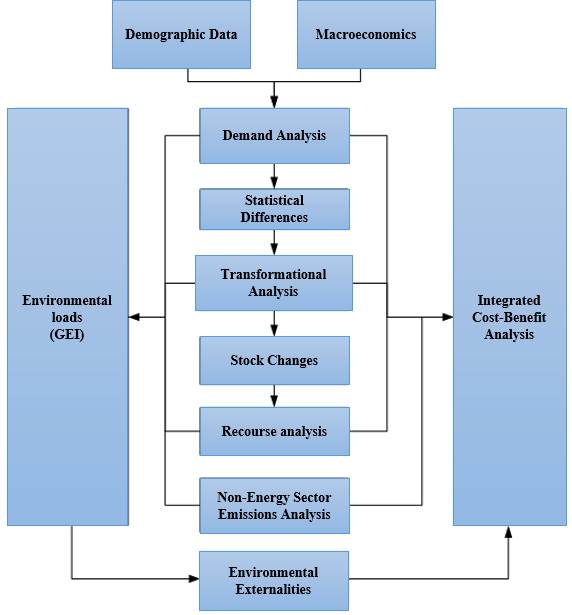 Demographic Data
Macroeconomics
Demand Analysis
Statistical
Differences
Transformational
Analysis
Environmental
loads
(GEI)
Integrated
Cost-Benefit
Analysis
Stock Changes
Recourse analysis
Non-Energy Sector
Emissions Analysis
Environmental
Externalities